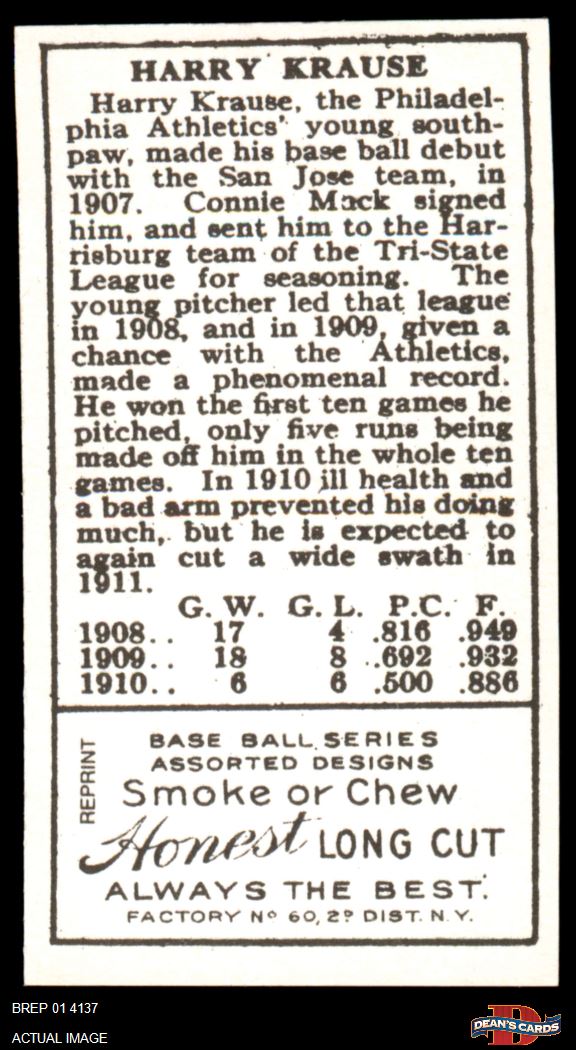 HARRY KRAUSE
Harry Krause, the Philadel-
phia Athletics' young south-
paw, made his base ball debut
with the San Jose team, in
1907. Connie Mack signed
him, and sent him to the Har-
risburg team of the Tri-State
League for seasoning. The
young pitcher led that league
in 1908, and in 1909, given a
chance with the Athletics,
made a phenomenal record.
He won the first ten games he
pitched, only five runs being
made off him in the whole ten
games. In 1910 ill health and
a bad arm prevented his doing
much, but he is expected to
again cut a wide swath in
1911.
G. W. G. L. P.C. F.
1908.. 17 4 .816 .949
1909.. 18 8 .692 .932
1910.. 6 6 .500 .886
BASE BALL SERIES
ASSORTED DESIGNS
Smoke or Chew
Honest LONG CUT
ALWAYS THE BEST.
FACTORY Nº 60, 2º DIST. N.Y.
REPRINT
BREP 01 4137
ACTUAL IMAGE
D
DEAN'S CARDS